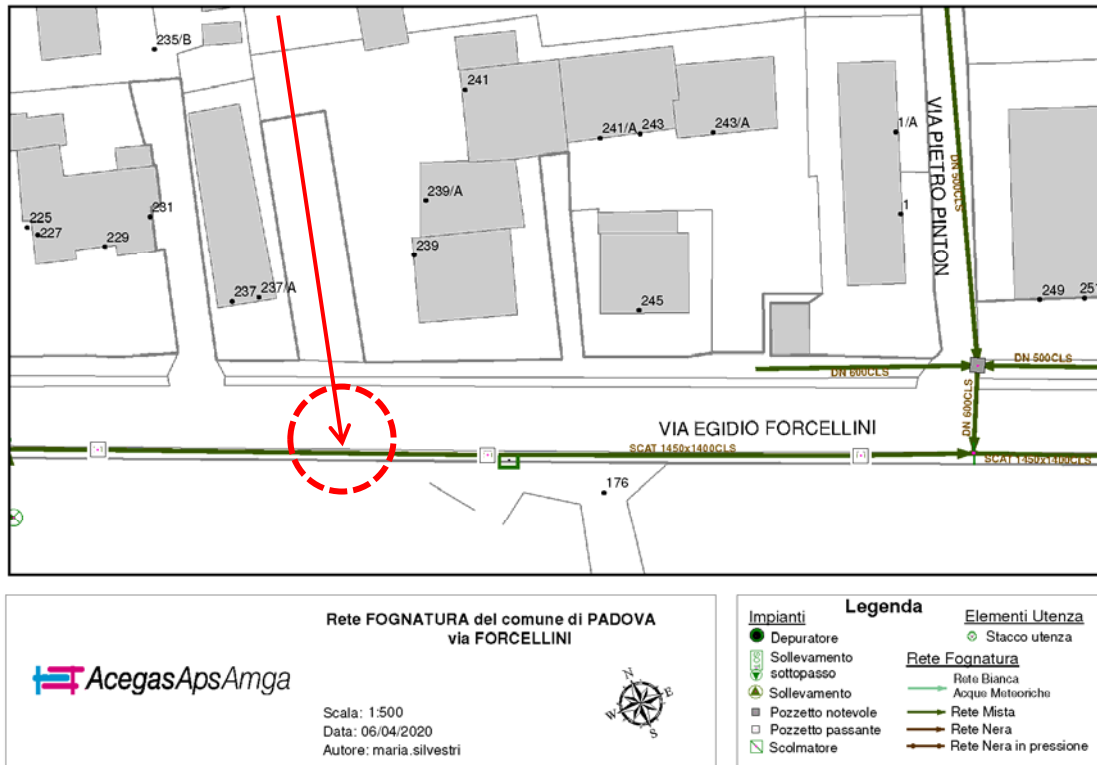 235/B
241
241/A
243
243/A
1/A
VIA PIETRO PINTON
DN 500CLS
239/A
231
1
225
227
229
239
237
237/A
245
249
251
DN 500CLS
DN 600CLS
DN 600CLS
VIA EGIDIO FORCELLINI
SCAT 1450x1400CLS
SCAT 1450x1400CLS
176
Rete FOGNATURA del comune di PADOVA
via FORCELLINI
AcegasApsAmga
N
E
W
S
Scala: 1:500
Data: 06/04/2020
Autore: maria.silvestri
Legenda
Impianti
Depuratore
Sollevamento
sottopasso
Sollevamento
Pozzetto notevole
Pozzetto passante
Scolmatore
Elementi Utenza
Stacco utenza
Rete Fognatura
Rete Bianca
Acque Meteoriche
Rete Mista
Rete Nera
Rete Nera in pressione